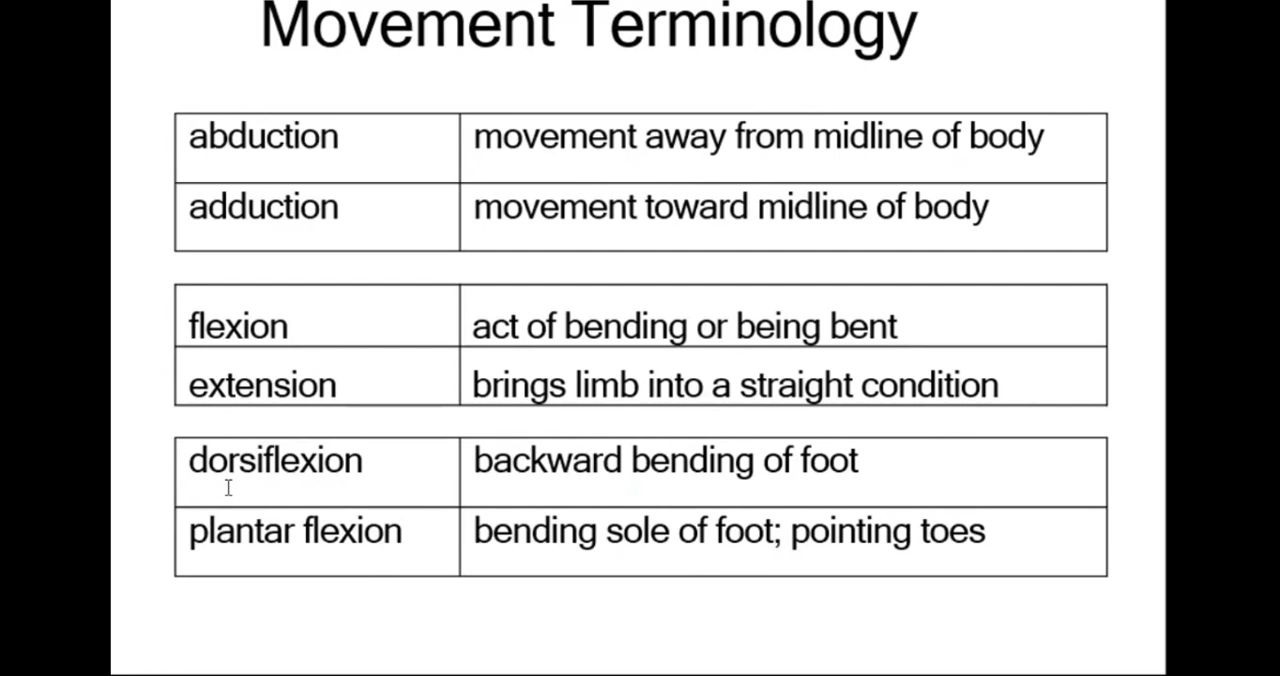 Movement Terminology
abduction movement away from midline of body
adduction movement toward midline of body
flexion act of bending or being bent
extension brings limb into a straight condition
dorsiflexion backward bending of foot
plantar flexion bending sole of foot; pointing toes